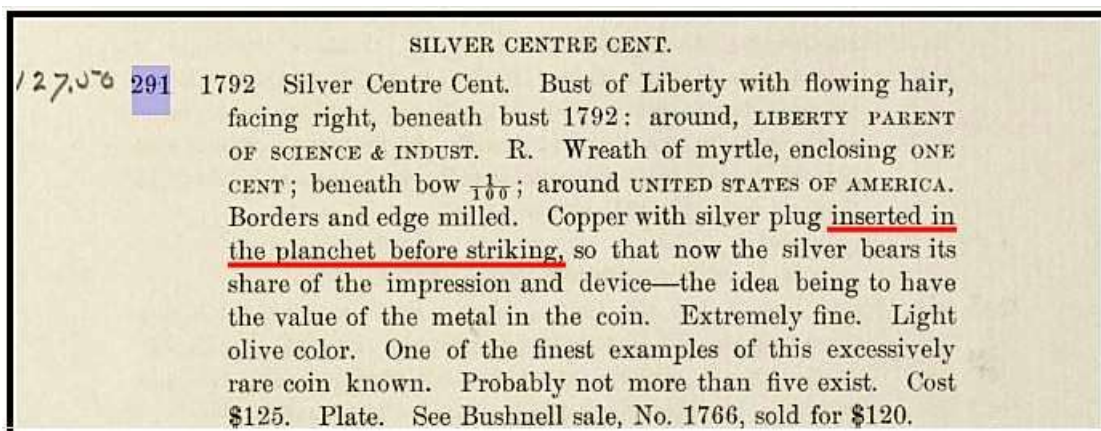 SILVER CENTRE CENT.
127.50 291 1792 Silver Centre Cent. Bust of Liberty with flowing hair,
facing right, beneath bust 1792: around, LIBERTY PARENT
OF SCIENCE & INDUST. R. Wreath of myrtle, enclosing ONE
CENT; beneath bow 1/100; around UNITED STATES OF AMERICA.
Borders and edge milled. Copper with silver plug inserted in
the planchet before striking, so that now the silver bears its
share of the impression and device—the idea being to have
the value of the metal in the coin. Extremely fine. Light
olive color. One of the finest examples of this excessively
rare coin known. Probably not more than five exist. Cost
$125. Plate. See Bushnell sale, No. 1766, sold for $120.